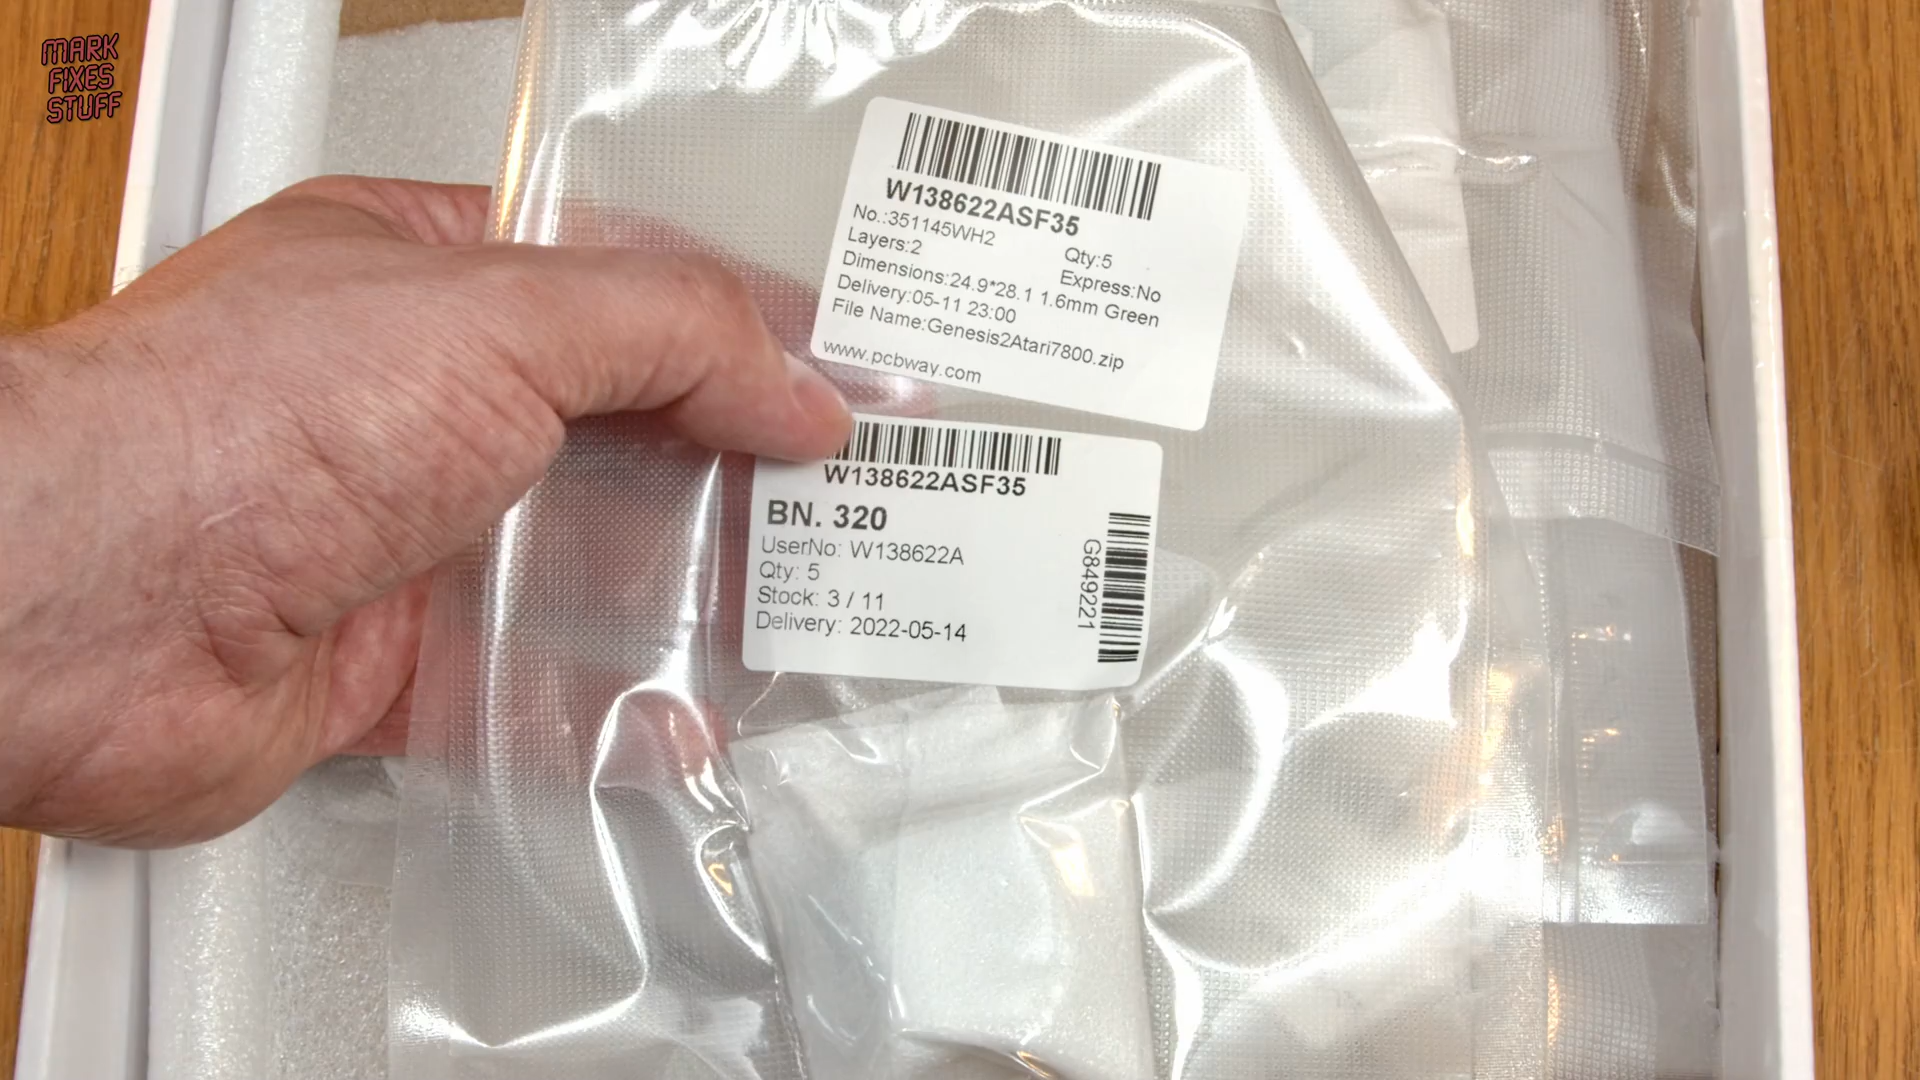 MARK
FIXES
STUFF
W138622ASF35
No.:351145WH2
Layers:2 Qty:5
Dimensions:24.9*28.1 1.6mm Green Express:No
Delivery:05-11 23:00
File Name:Genesis2Atari7800.zip
www.pcbway.com
W138622ASF35
BN. 320
UserNo: W138622A
Qty: 5
Stock: 3 / 11
Delivery: 2022-05-14
G849221